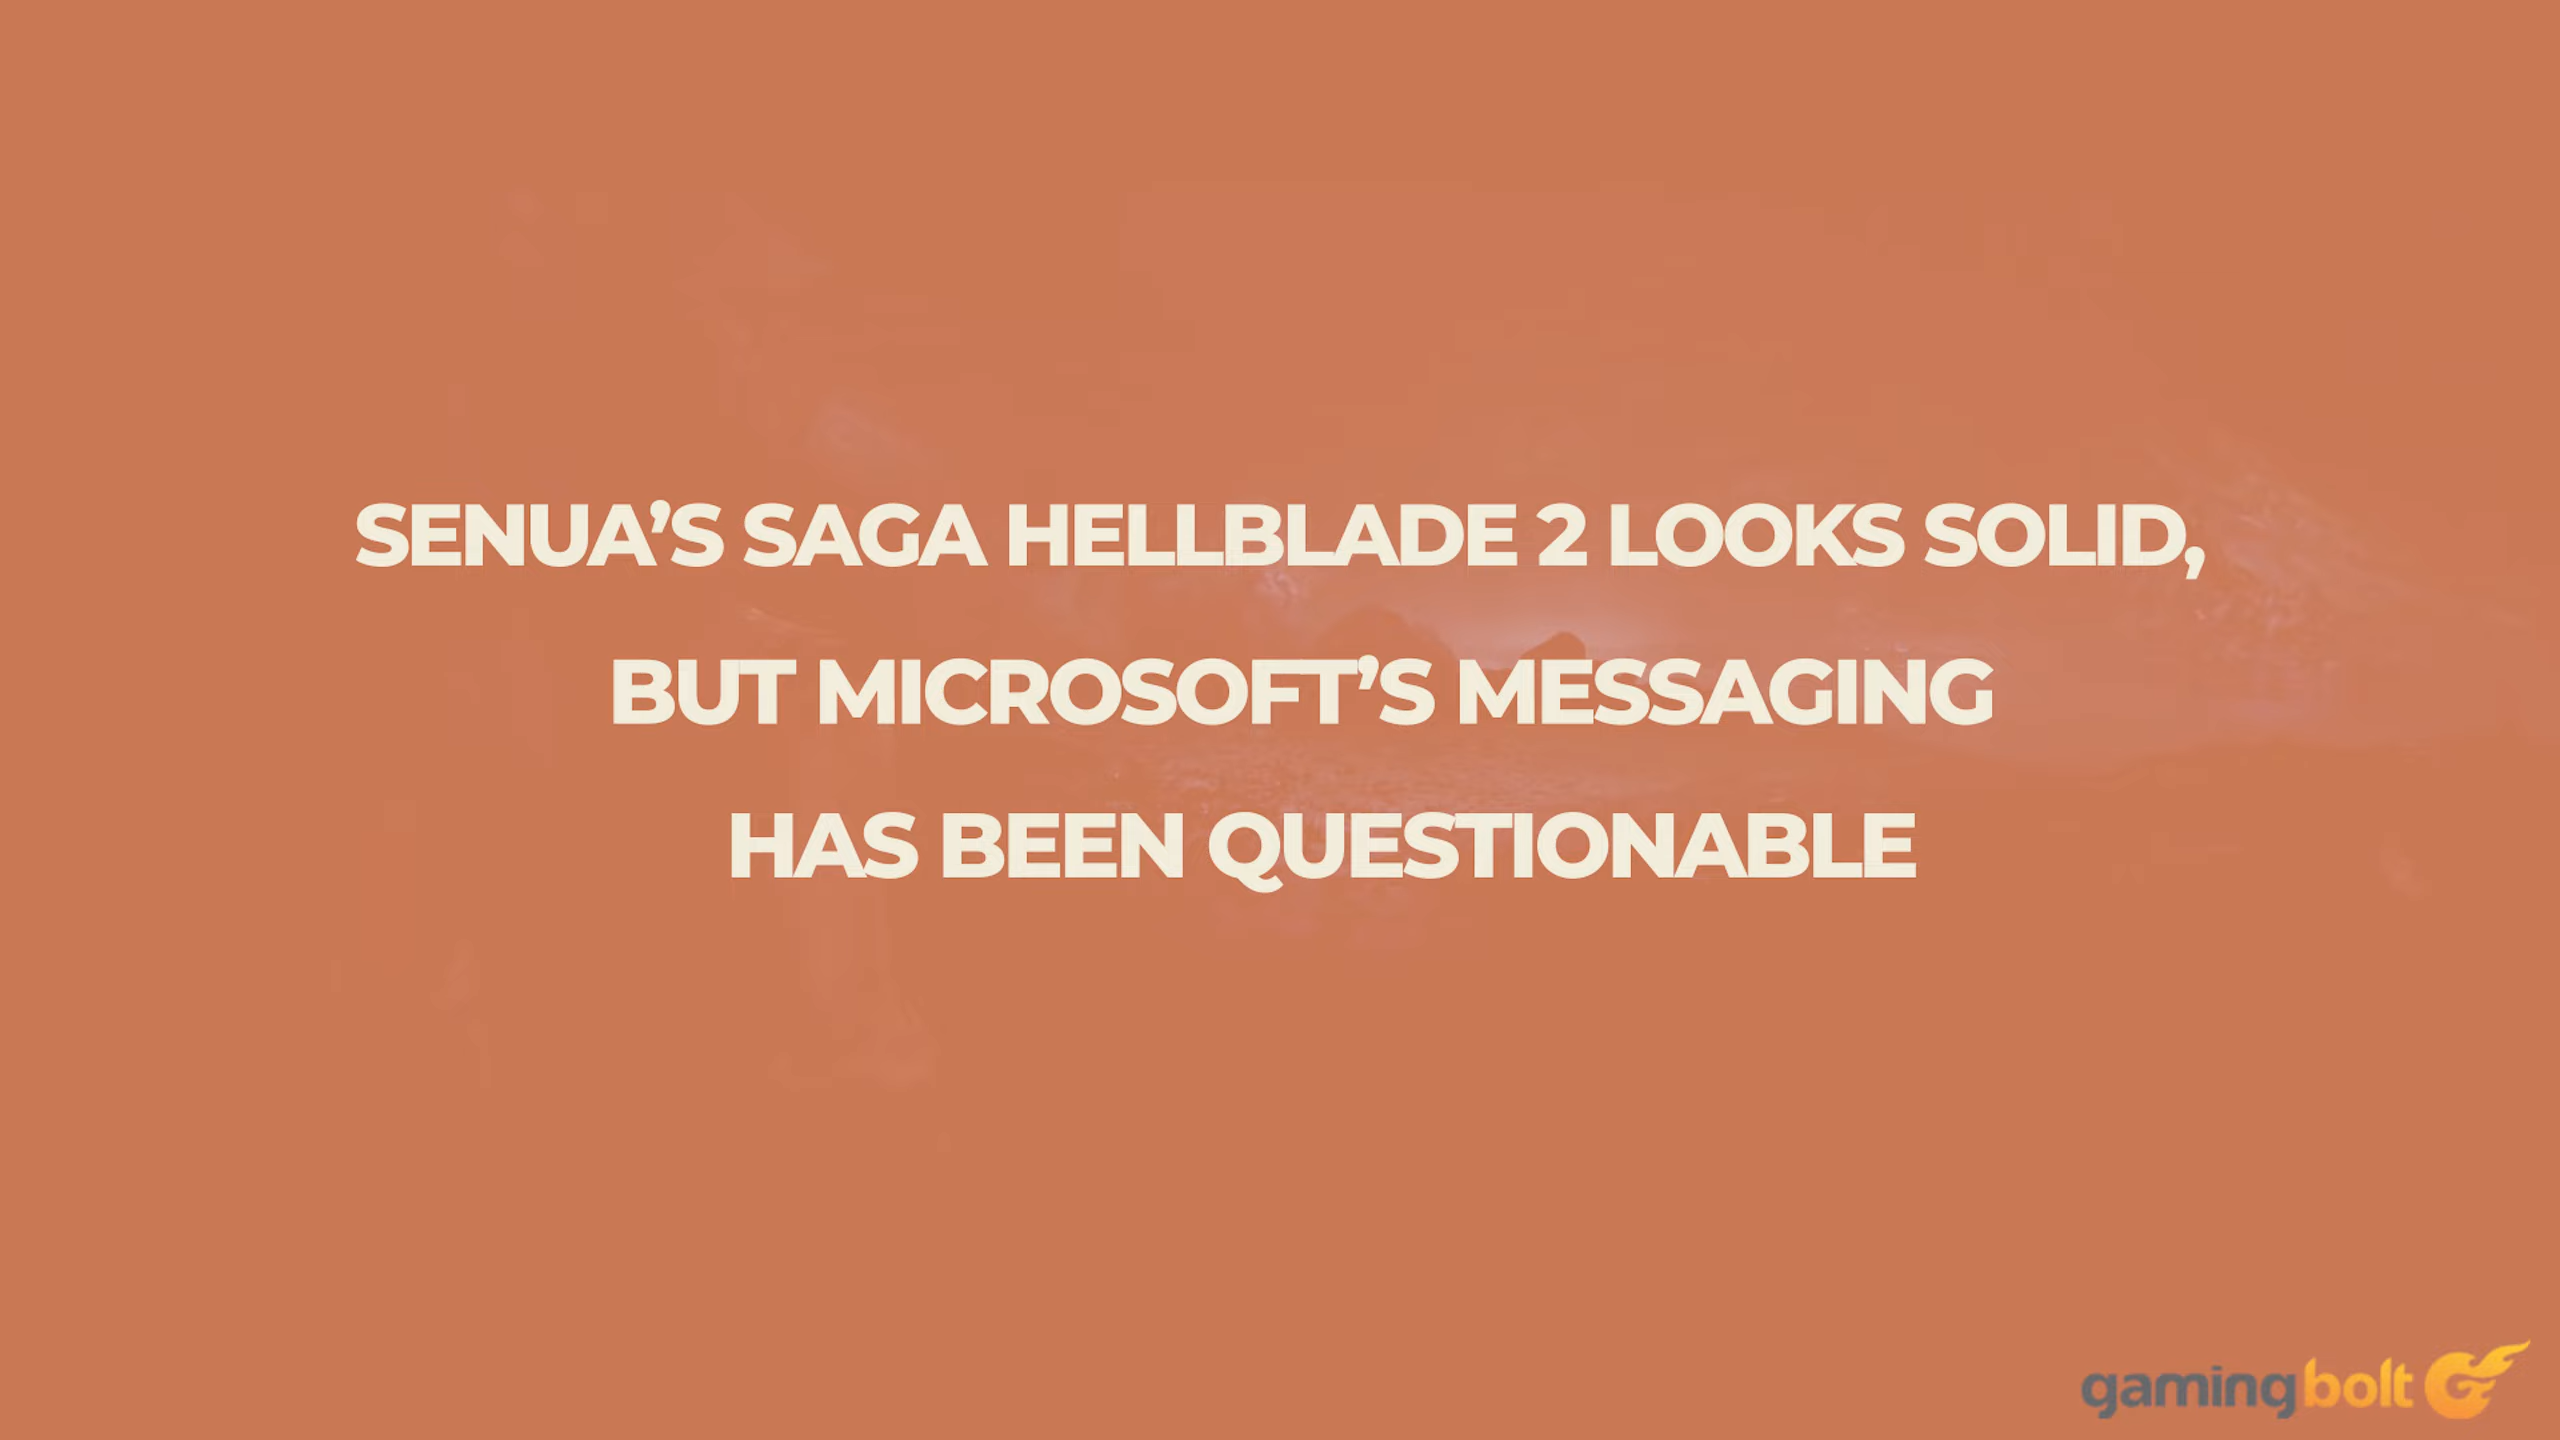 SENUA’S SAGA HELLBLADE 2 LOOKS SOLID,
BUT MICROSOFT’S MESSAGING
HAS BEEN QUESTIONABLE
gamingbolt